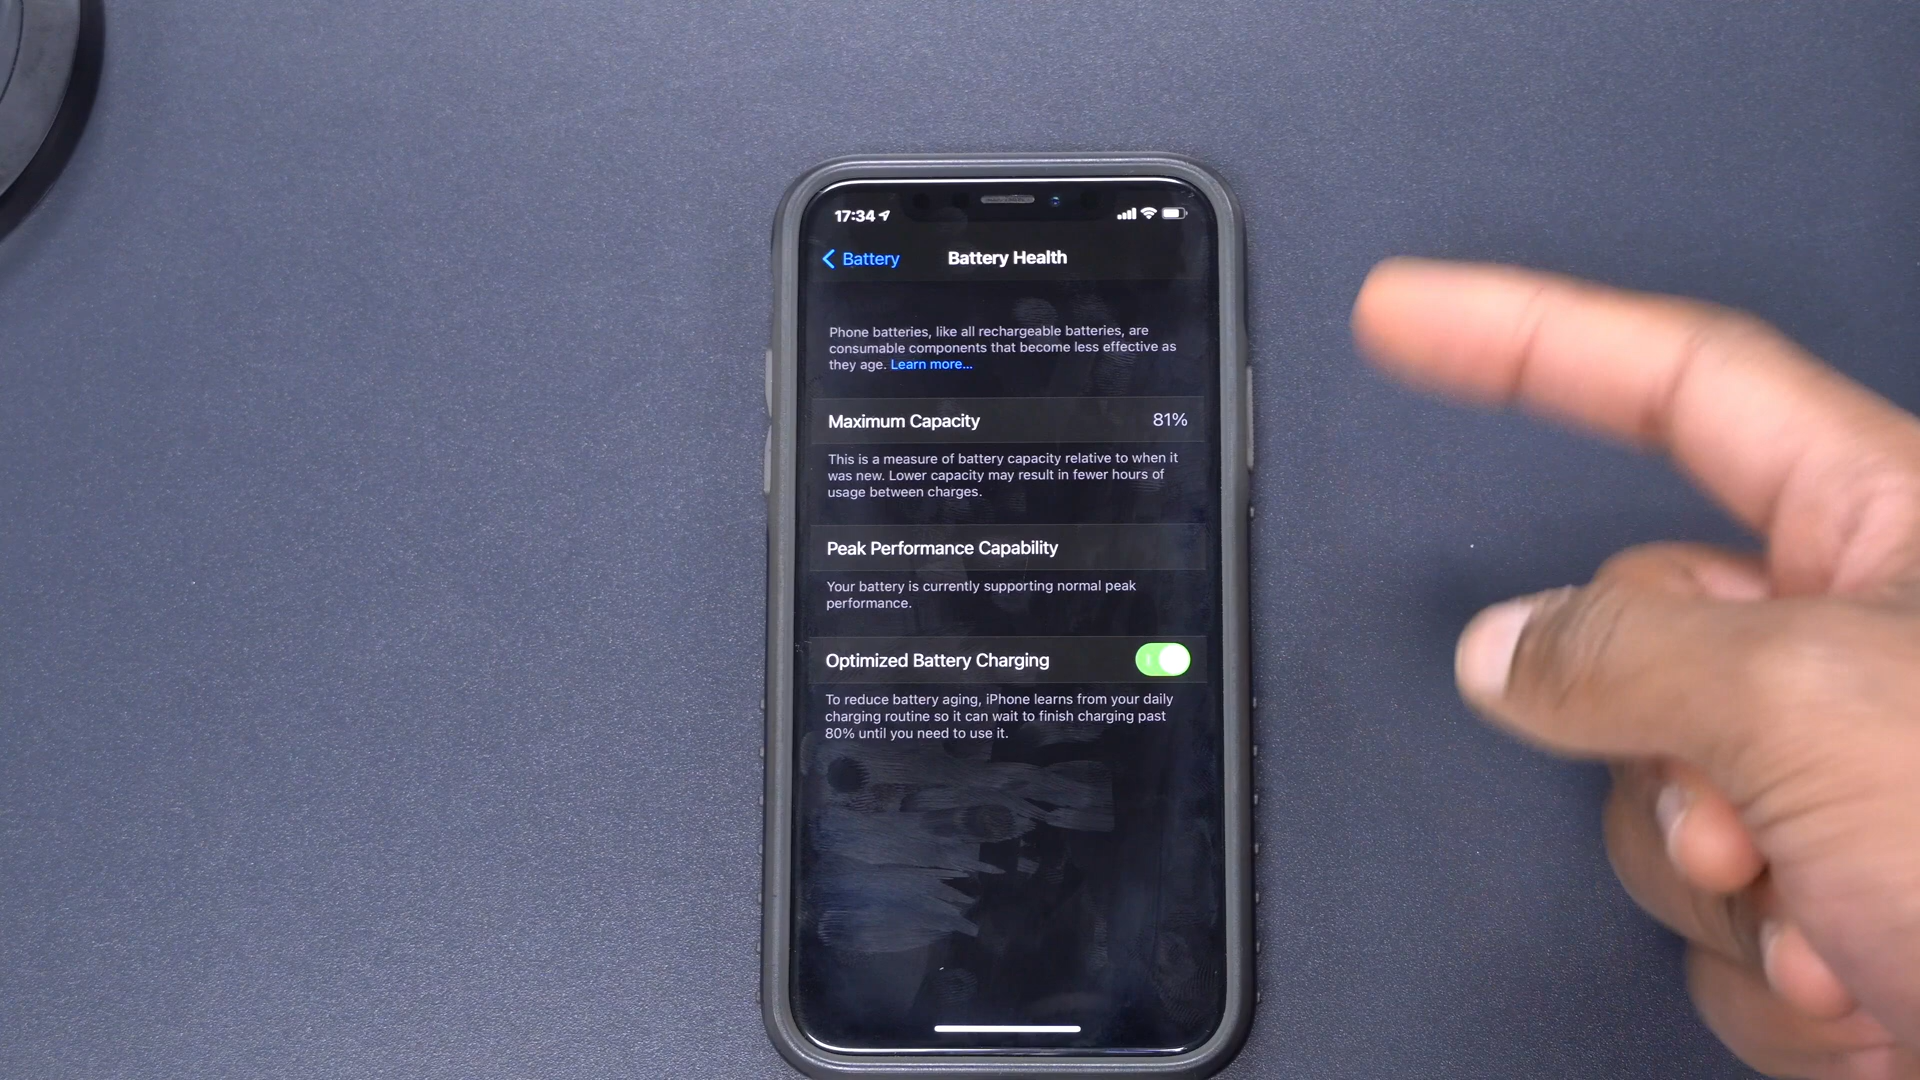 17:34
Battery
Battery Health
Phone batteries, like all rechargeable batteries, are
consumable components that become less effective as
they age. Learn more...
Maximum Capacity 81%
This is a measure of battery capacity relative to when it
was new. Lower capacity may result in fewer hours of
usage between charges.
Peak Performance Capability
Your battery is currently supporting normal peak
performance.
Optimized Battery Charging
To reduce battery aging, iPhone learns from your daily
charging routine so it can wait to finish charging past
80% until you need to use it.